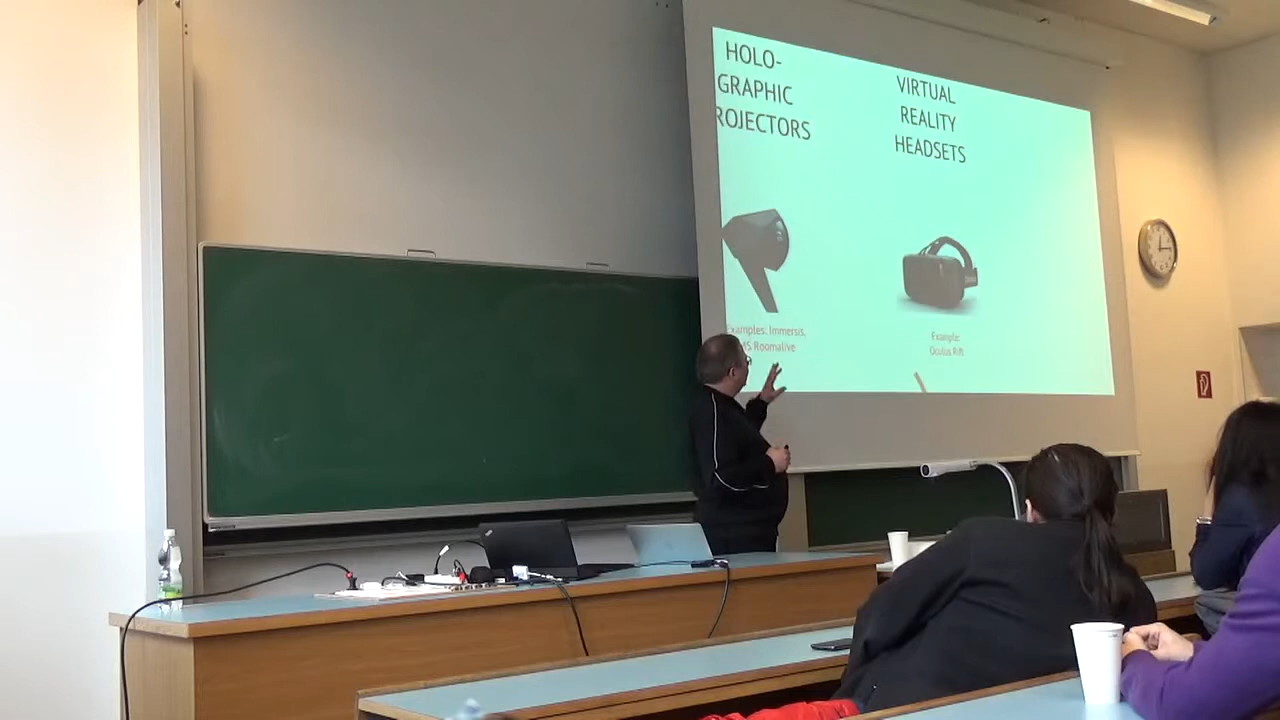 HOLO-
GRAPHIC
ROJECTORS
VIRTUAL
REALITY
HEADSETS
Examples: Immersis,
MS Roomalive
Example:
Oculus Rift